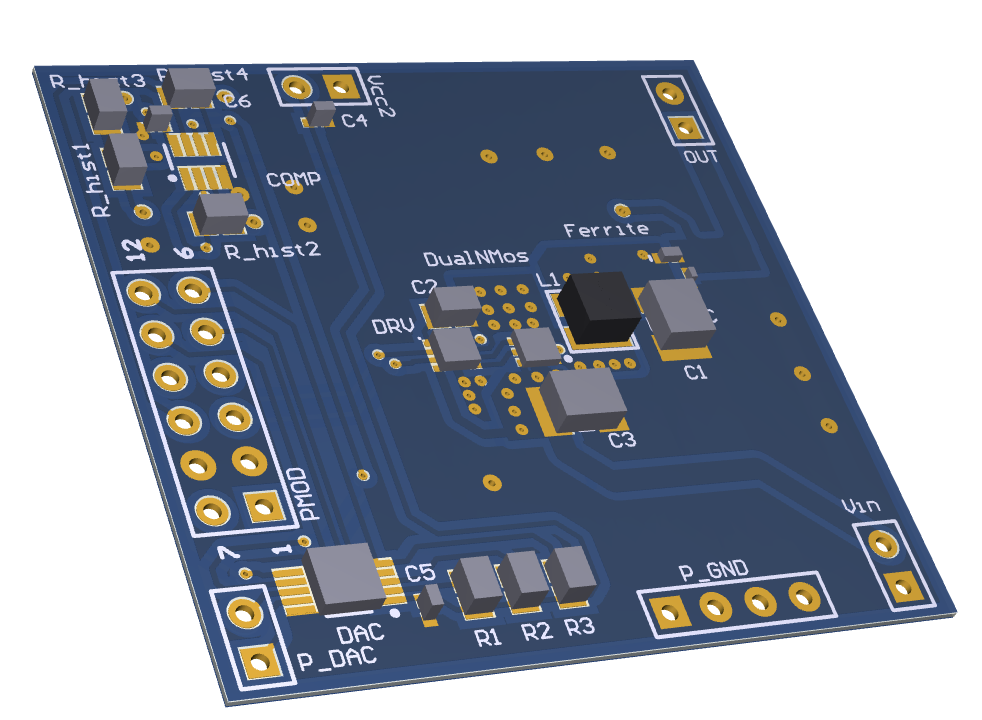 R_hist3
C6
Vcc2
C4
OUT
R_hist1
COMP
12
6
R_hist2
Ferrite
DualNMos
C2
L1
DRV
C1
C3
PMOD
Vin
7
1
C5
P_GND
DAC
R1
R2
R3
P_DAC